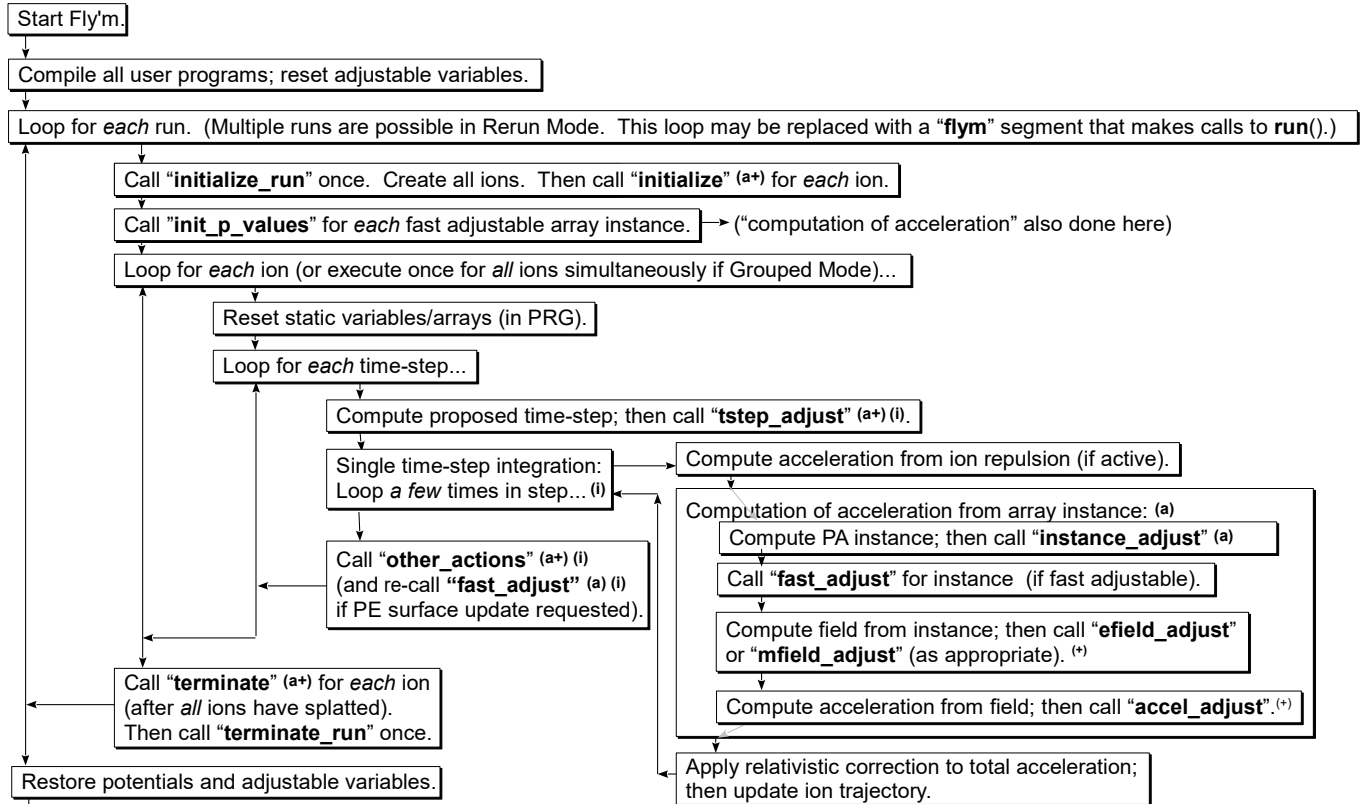 Start Fly'm.
Compile all user programs; reset adjustable variables.
Loop for each run. (Multiple runs are possible in Rerun Mode. This loop may be replaced with a “flym” segment that makes calls to run().)
Call “initialize_run” once. Create all ions. Then call “initialize” (a+) for each ion.
Call ”init_p_values” for each fast adjustable array instance.
(“computation of acceleration” also done here)
Loop for each ion (or execute once for all ions simultaneously if Grouped Mode)...
Reset static variables/arrays (in PRG).
Loop for each time-step...
Compute proposed time-step; then call “tstep_adjust” (a+) (i).
Single time-step integration:
Loop a few times in step... (i)
Compute acceleration from ion repulsion (if active).
Computation of acceleration from array instance: (a)
Compute PA instance; then call “instance_adjust” (a)
Call “fast_adjust” for instance (if fast adjustable).
Compute field from instance; then call “efield_adjust”
or “mfield_adjust” (as appropriate). (+)
Compute acceleration from field; then call “accel_adjust”.(+)
Apply relativistic correction to total acceleration;
then update ion trajectory.
Call “other_actions” (a+) (i)
(and re-call “fast_adjust” (a) (i)
if PE surface update requested).
Call “terminate” (a+) for each ion
(after all ions have splatted).
Then call “terminate_run” once.
Restore potentials and adjustable variables.